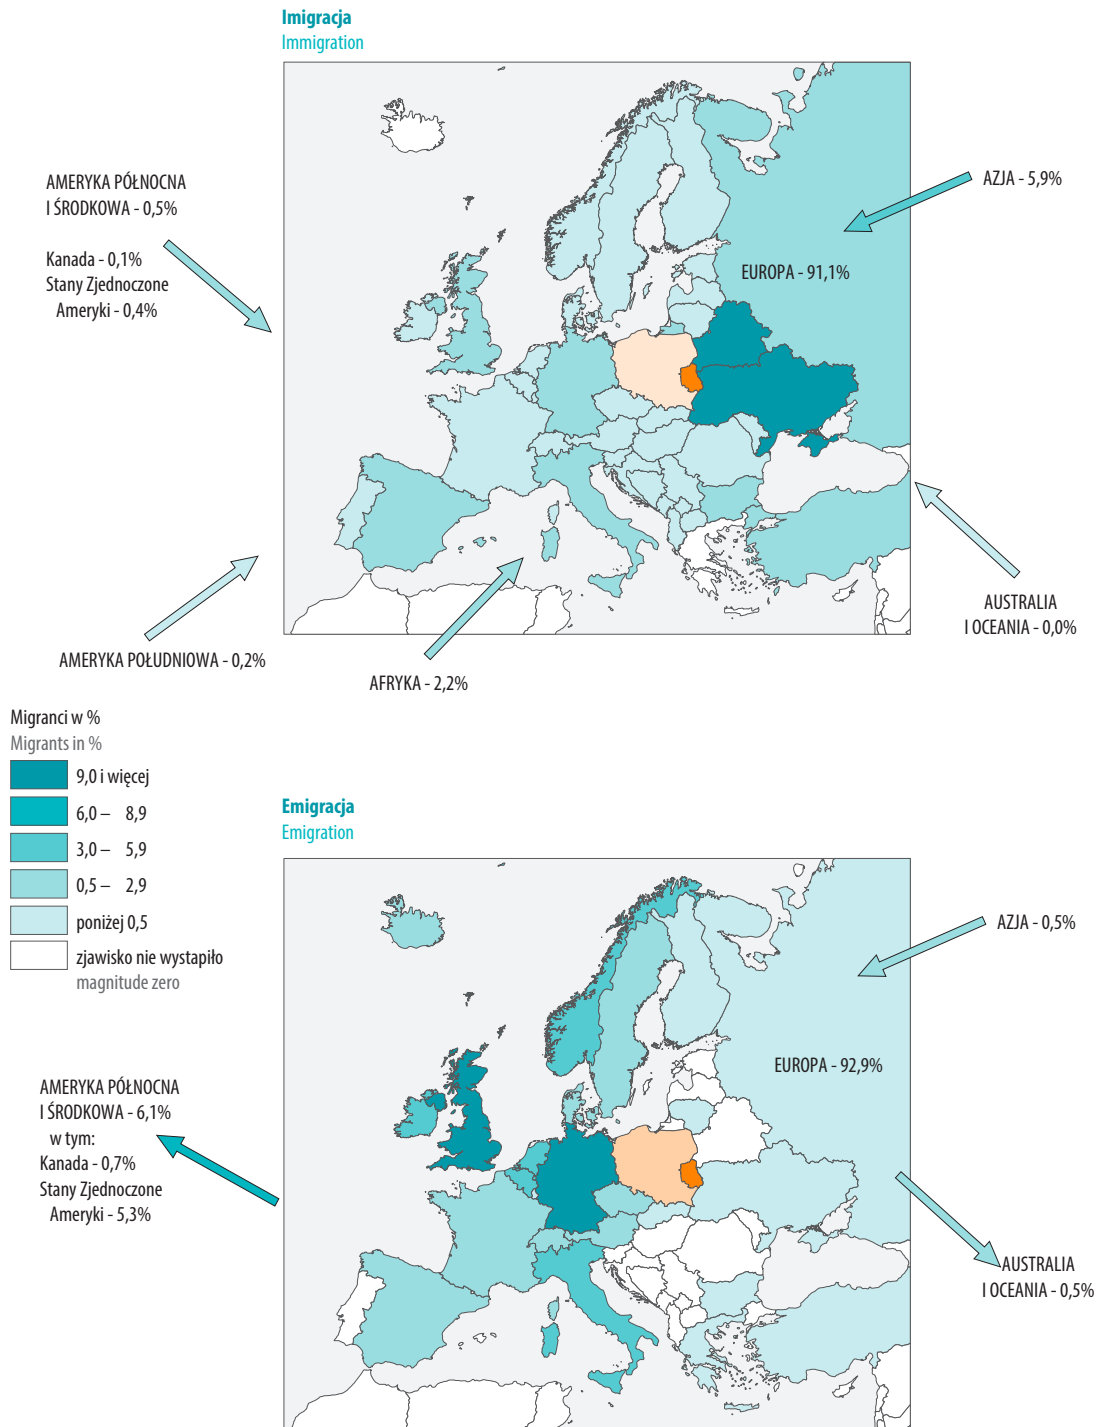 Imigracja
Immigration
AMERYKA PÓŁNOCNA
I ŚRODKOWA - 0,5%
Kanada - 0,1%
Stany Zjednoczone
Ameryki - 0,4%
AZJA - 5,9%
EUROPA - 91,1%
AUSTRALIA
I OCEANIA - 0,0%
AMERYKA POŁUDNIOWA - 0,2%
AFRYKA - 2,2%
Migranci w %
Migrants in %
9,0 i więcej
6,0 – 8,9
3,0 – 5,9
0,5 – 2,9
poniżej 0,5
zjawisko nie wystapiło
magnitude zero
Emigracja
Emigration
AZJA - 0,5%
EUROPA - 92,9%
AMERYKA PÓŁNOCNA
I ŚRODKOWA - 6,1%
w tym:
Kanada - 0,7%
Stany Zjednoczone
Ameryki - 5,3%
AUSTRALIA
I OCEANIA - 0,5%